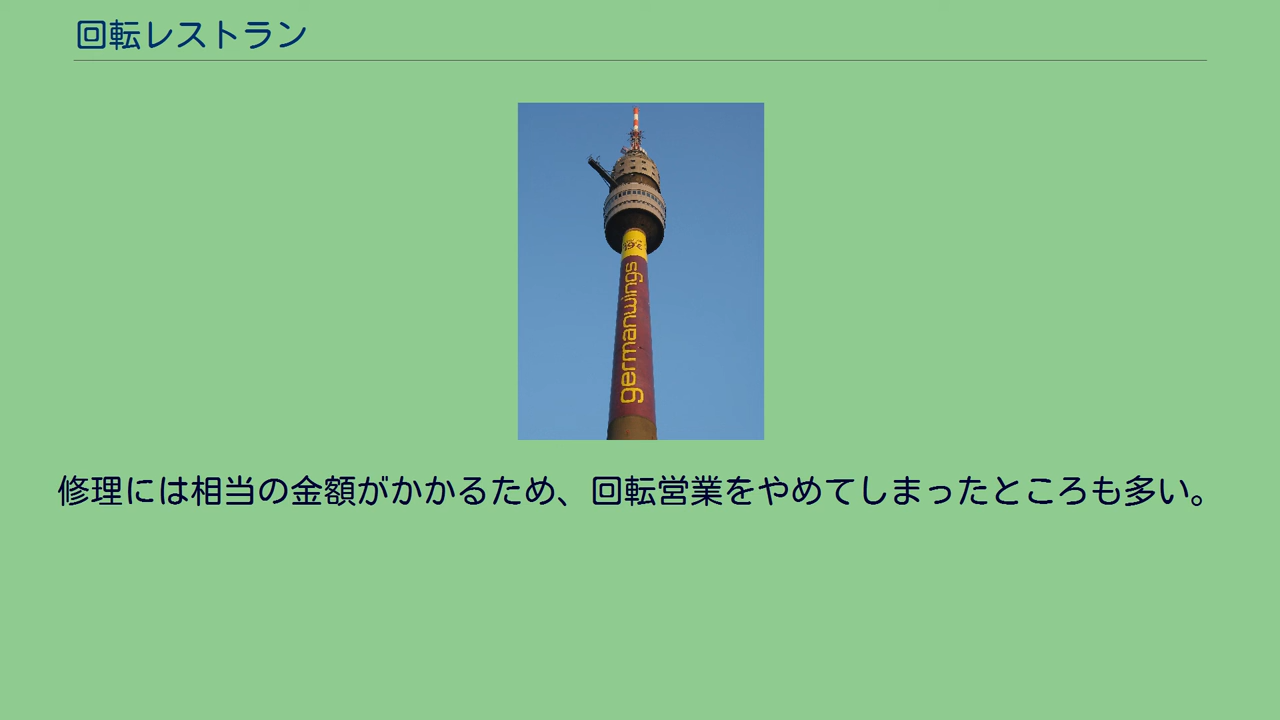 回転レストラン
germanwings
修理には相当の金額がかかるため、回転営業をやめてしまったところも多い。